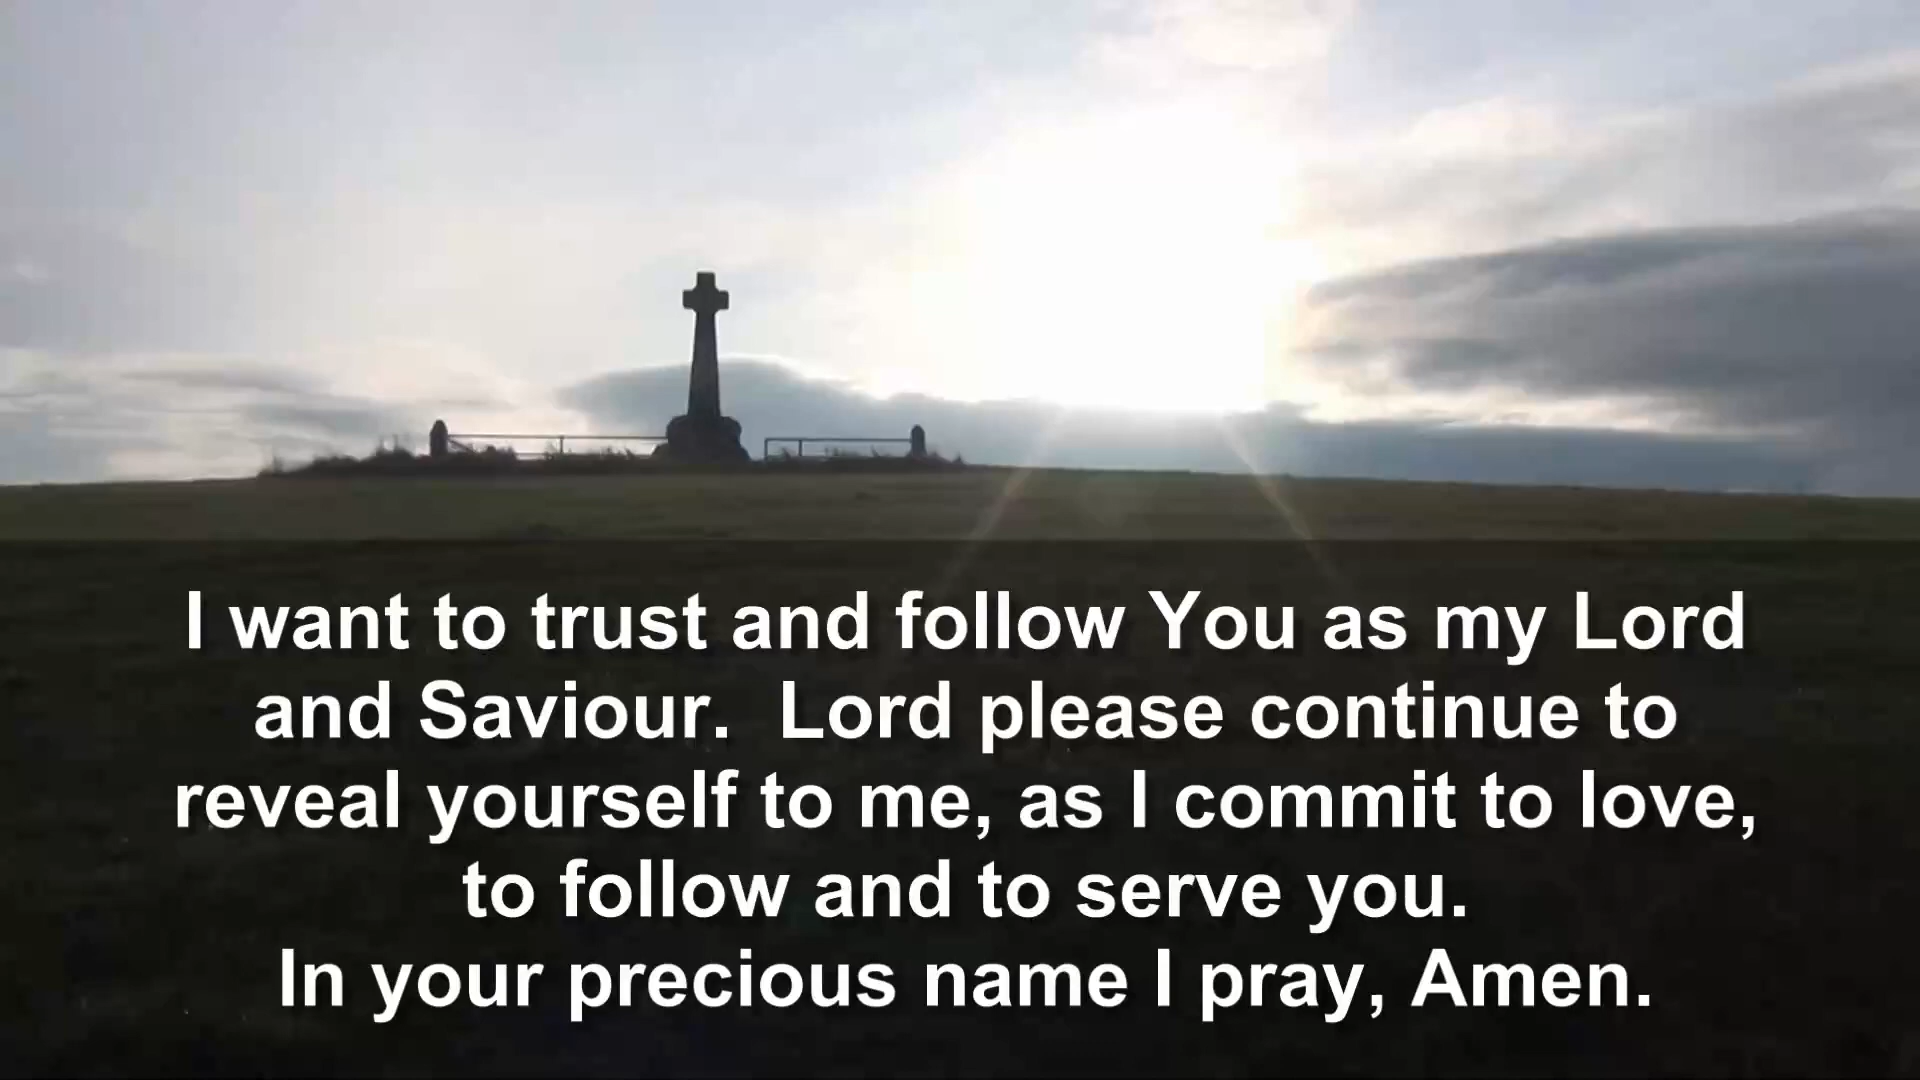 I want to trust and follow You as my Lord
and Saviour.  Lord please continue to
reveal yourself to me, as I commit to love,
to follow and to serve you.
In your precious name I pray, Amen.